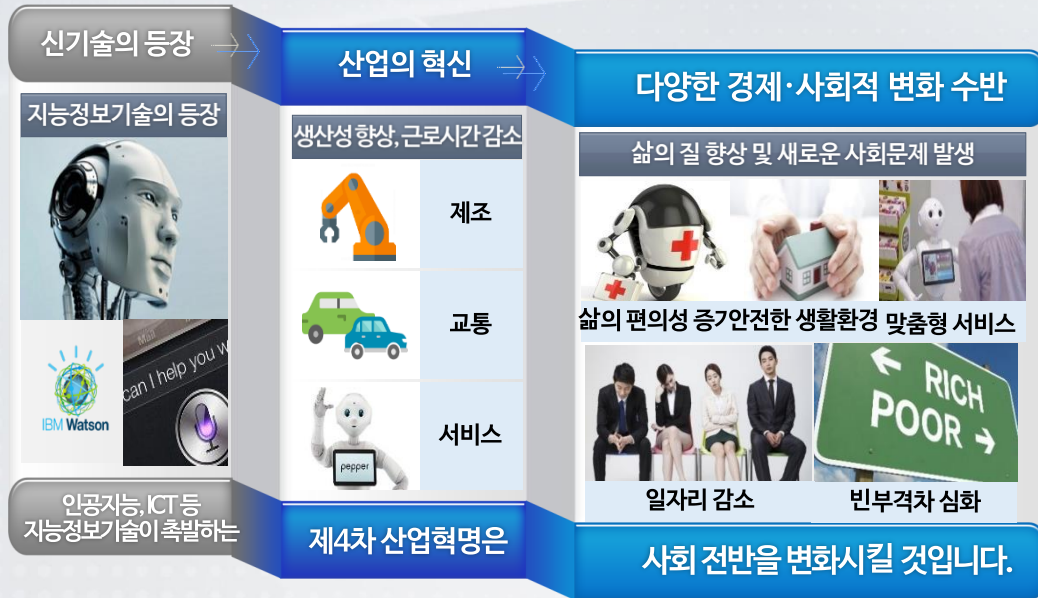 신기술의 등장
산업의 혁신
다양한 경제·사회적 변화 수반
지능정보기술의 등장
IBM Watson
Mail
can I help you w
생산성 향상, 근로시간 감소
제조
교통
서비스
pepper
삶의 질 향상 및 새로운 사회문제 발생
삶의 편의성 증가
안전한 생활환경
맞춤형 서비스
일자리 감소
RICH
POOR
빈부격차 심화
인공지능, ICT 등
지능정보기술이 촉발하는
제4차 산업혁명은
사회 전반을 변화시킬 것입니다.